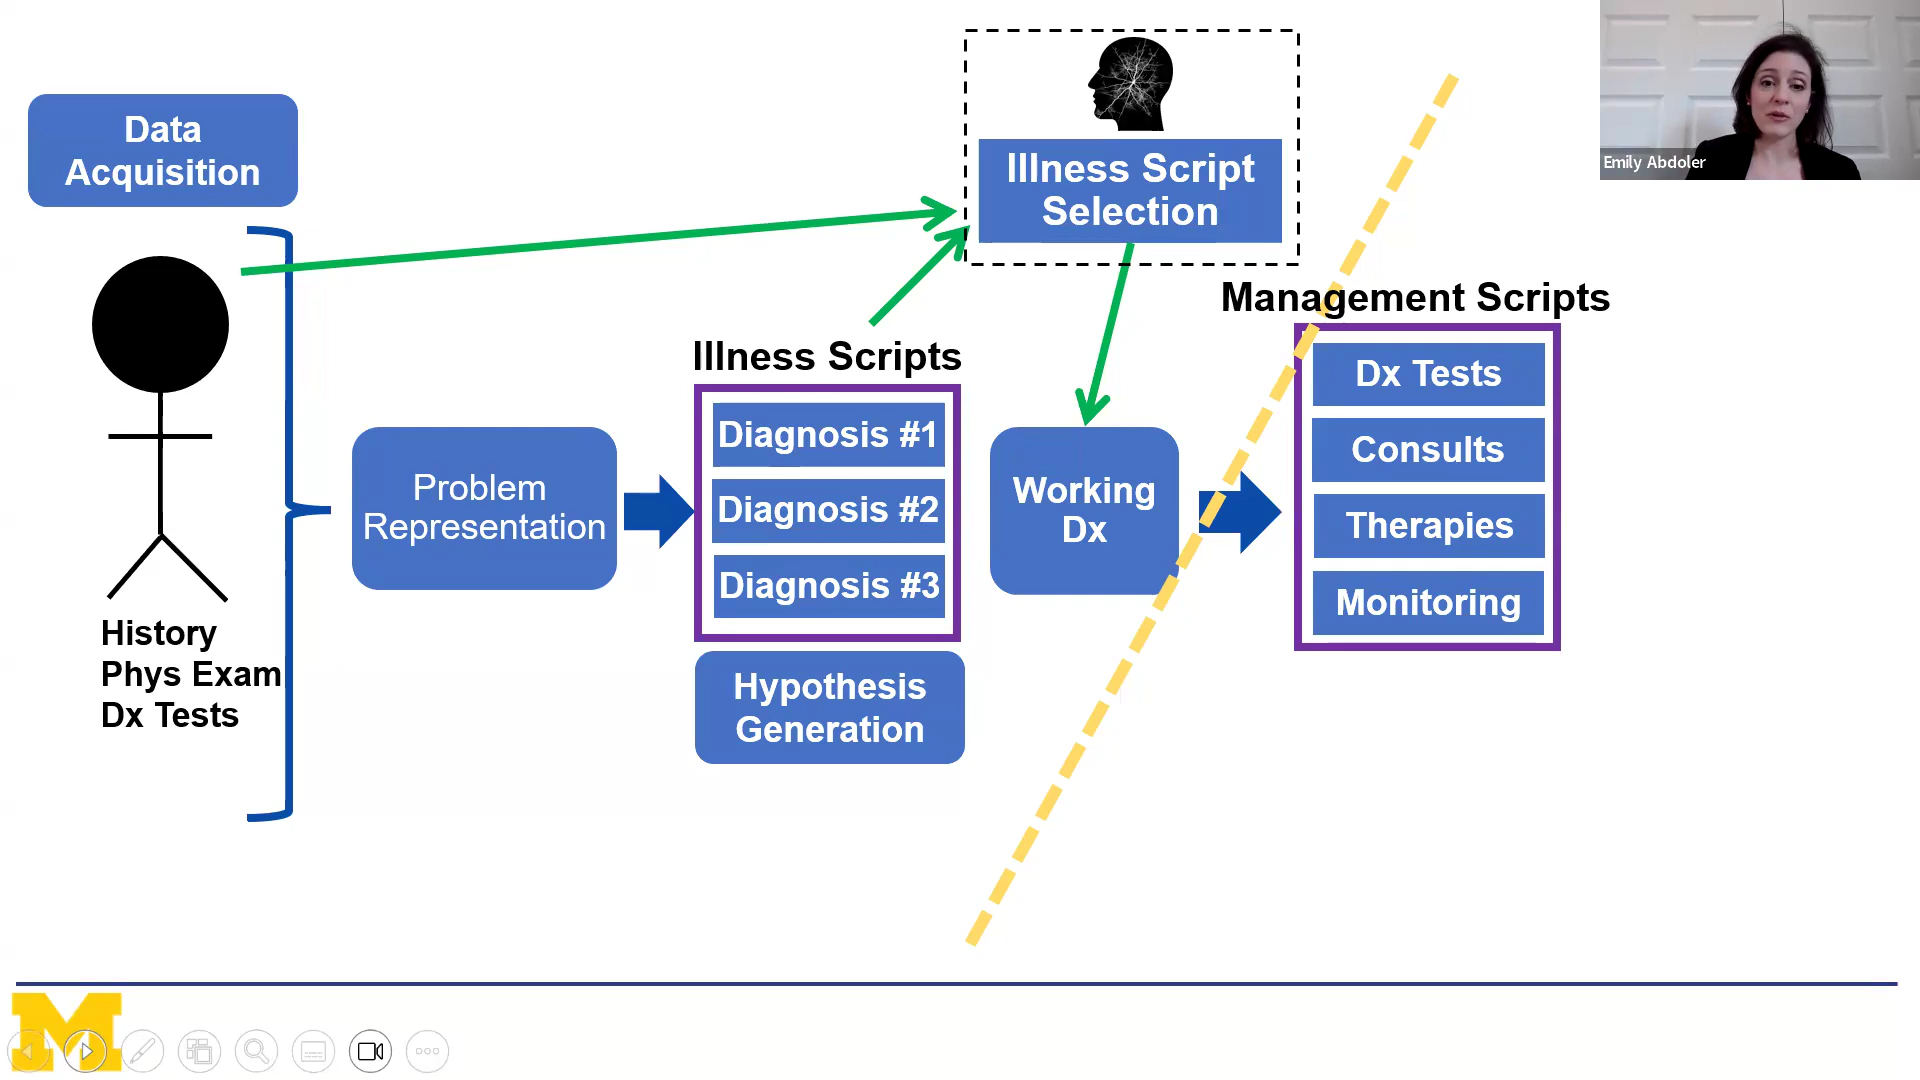 Data
Acquisition
Illness Script
Selection
Emily Abdoler
Management Scripts
Illness Scripts
Diagnosis #1
Diagnosis #2
Diagnosis #3
Problem
Representation
Working
Dx
Dx Tests
Consults
Therapies
Monitoring
History
Phys Exam
Dx Tests
Hypothesis
Generation
M